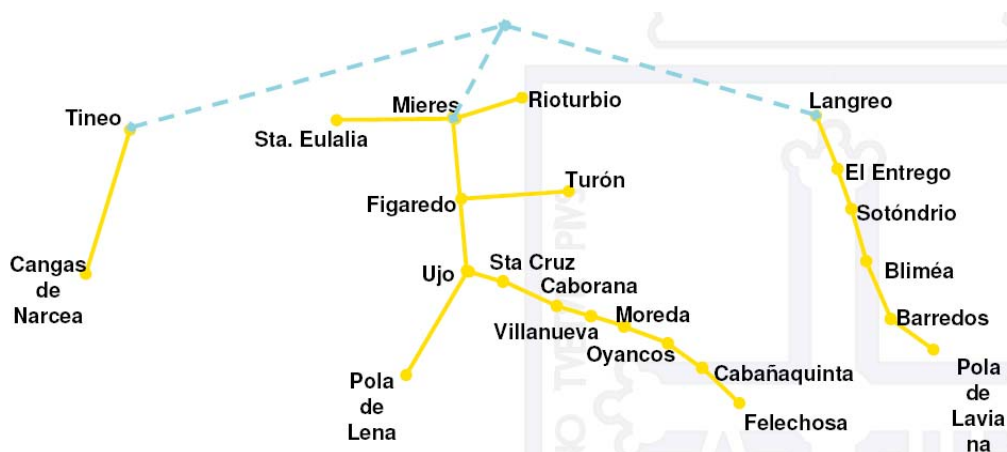 Tineo
Mieres
Rioturbio
Langreo
Sta. Eulalia
Turón
El Entrego
Figaredo
Sotóndrio
Cangas
de
Narcea
Ujo
Sta Cruz
Bliméa
Caborana
Villanueva
Moreda
Barredos
Oyancos
Pola
de
Lena
Cabañaquinta
Pola
de
Lavia
na
Felechosa